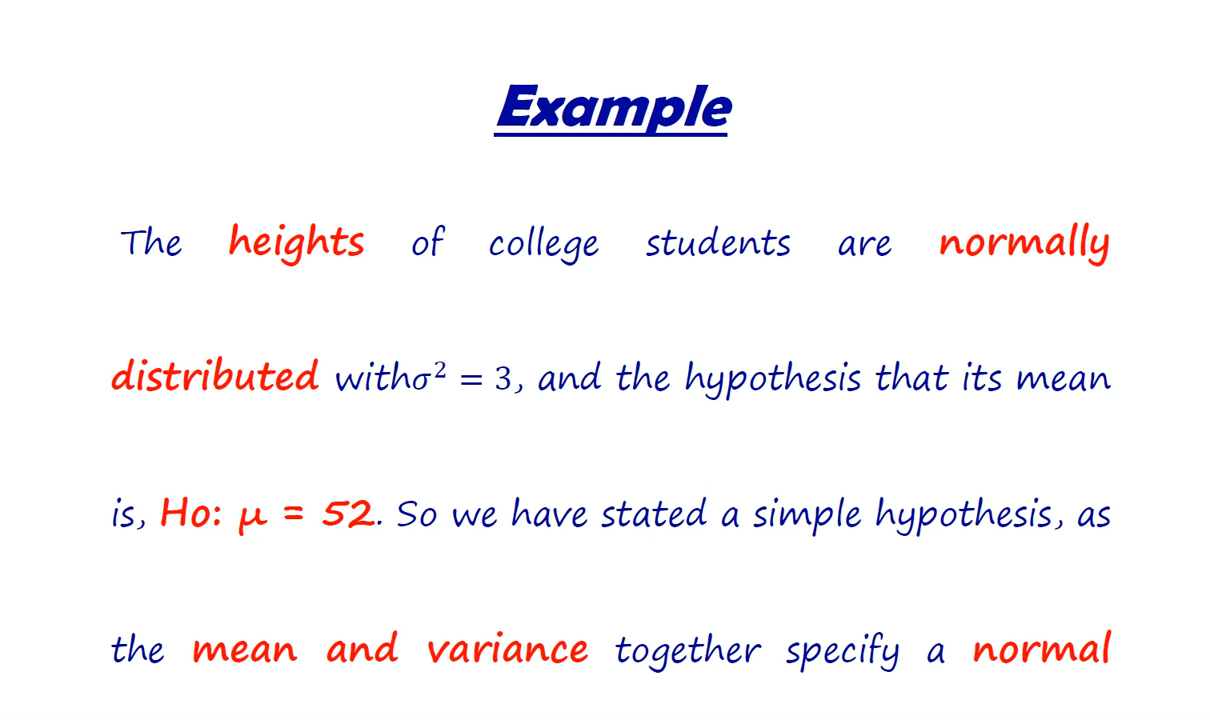 Example
The heights of college students are normally
distributed withσ² = 3, and the hypothesis that its mean
is, Ho: μ = 52. So we have stated a simple hypothesis, as
the mean and variance together specify a normal